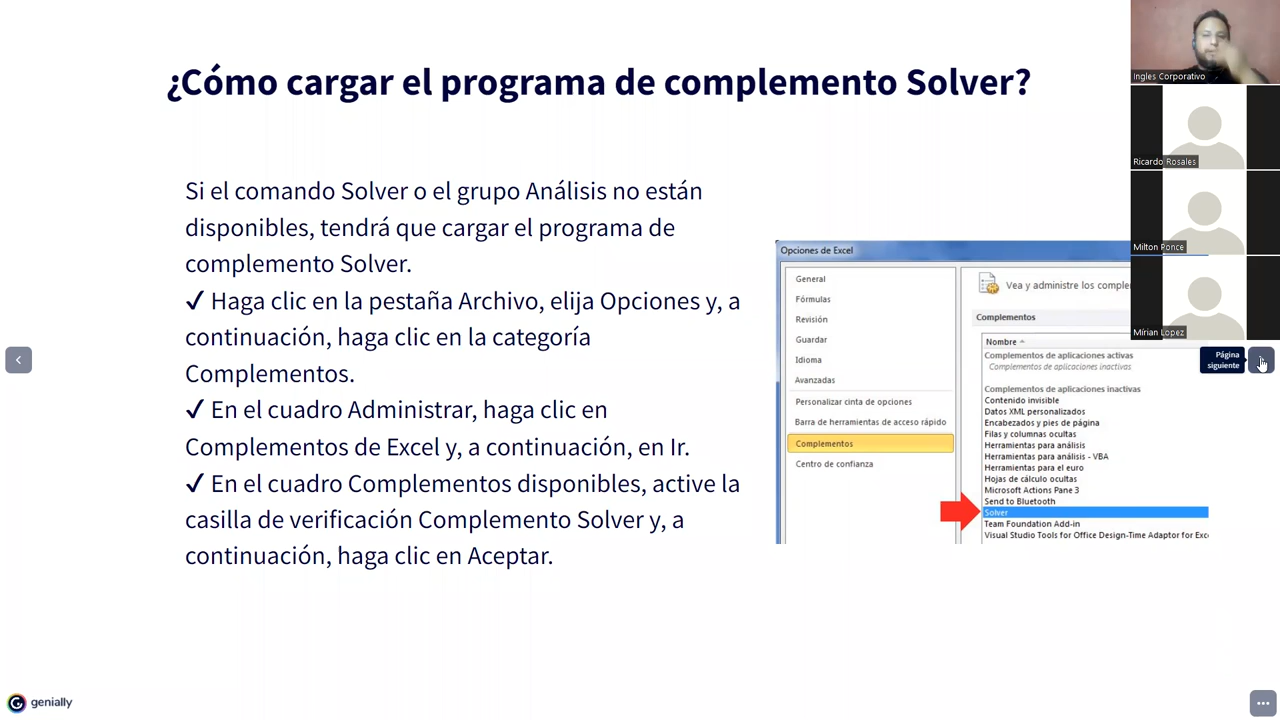 ¿Cómo cargar el programa de complemento Solver?
Si el comando Solver o el grupo Análisis no están
disponibles, tendrá que cargar el programa de
complemento Solver.
✓ Haga clic en la pestaña Archivo, elija Opciones y, a
continuación, haga clic en la categoría
Complementos.
✓ En el cuadro Administrar, haga clic en
Complementos de Excel y, a continuación, en Ir.
✓ En el cuadro Complementos disponibles, active la
casilla de verificación Complemento Solver y, a
continuación, haga clic en Aceptar.
Opciones de Excel
General
Fórmulas
Revisión
Guardar
Idioma
Avanzadas
Personalizar cinta de opciones
Barra de herramientas de acceso rápido
Complementos
Centro de confianza
Vea y administre los comple
Complementos
Nombre
Complementos de aplicaciones activas
Complementos de aplicaciones inactivas
Complementos de aplicaciones inactivas
Contenido invisible
Datos XML personalizados
Encabezados y pies de página
Filas y columnas ocultas
Herramientas para análisis
Herramientas para análisis - VBA
Herramientas para el euro
Hojas de cálculo ocultas
Microsoft Actions Pane 3
Send to Bluetooth
Solver
Team Foundation Add-in
Visual Studio Tools for Office Design-Time Adaptor for Exc
Ingles Corporativo
Ricardo Rosales
Milton Ponce
Mírian Lopez
Página
siguiente
genially